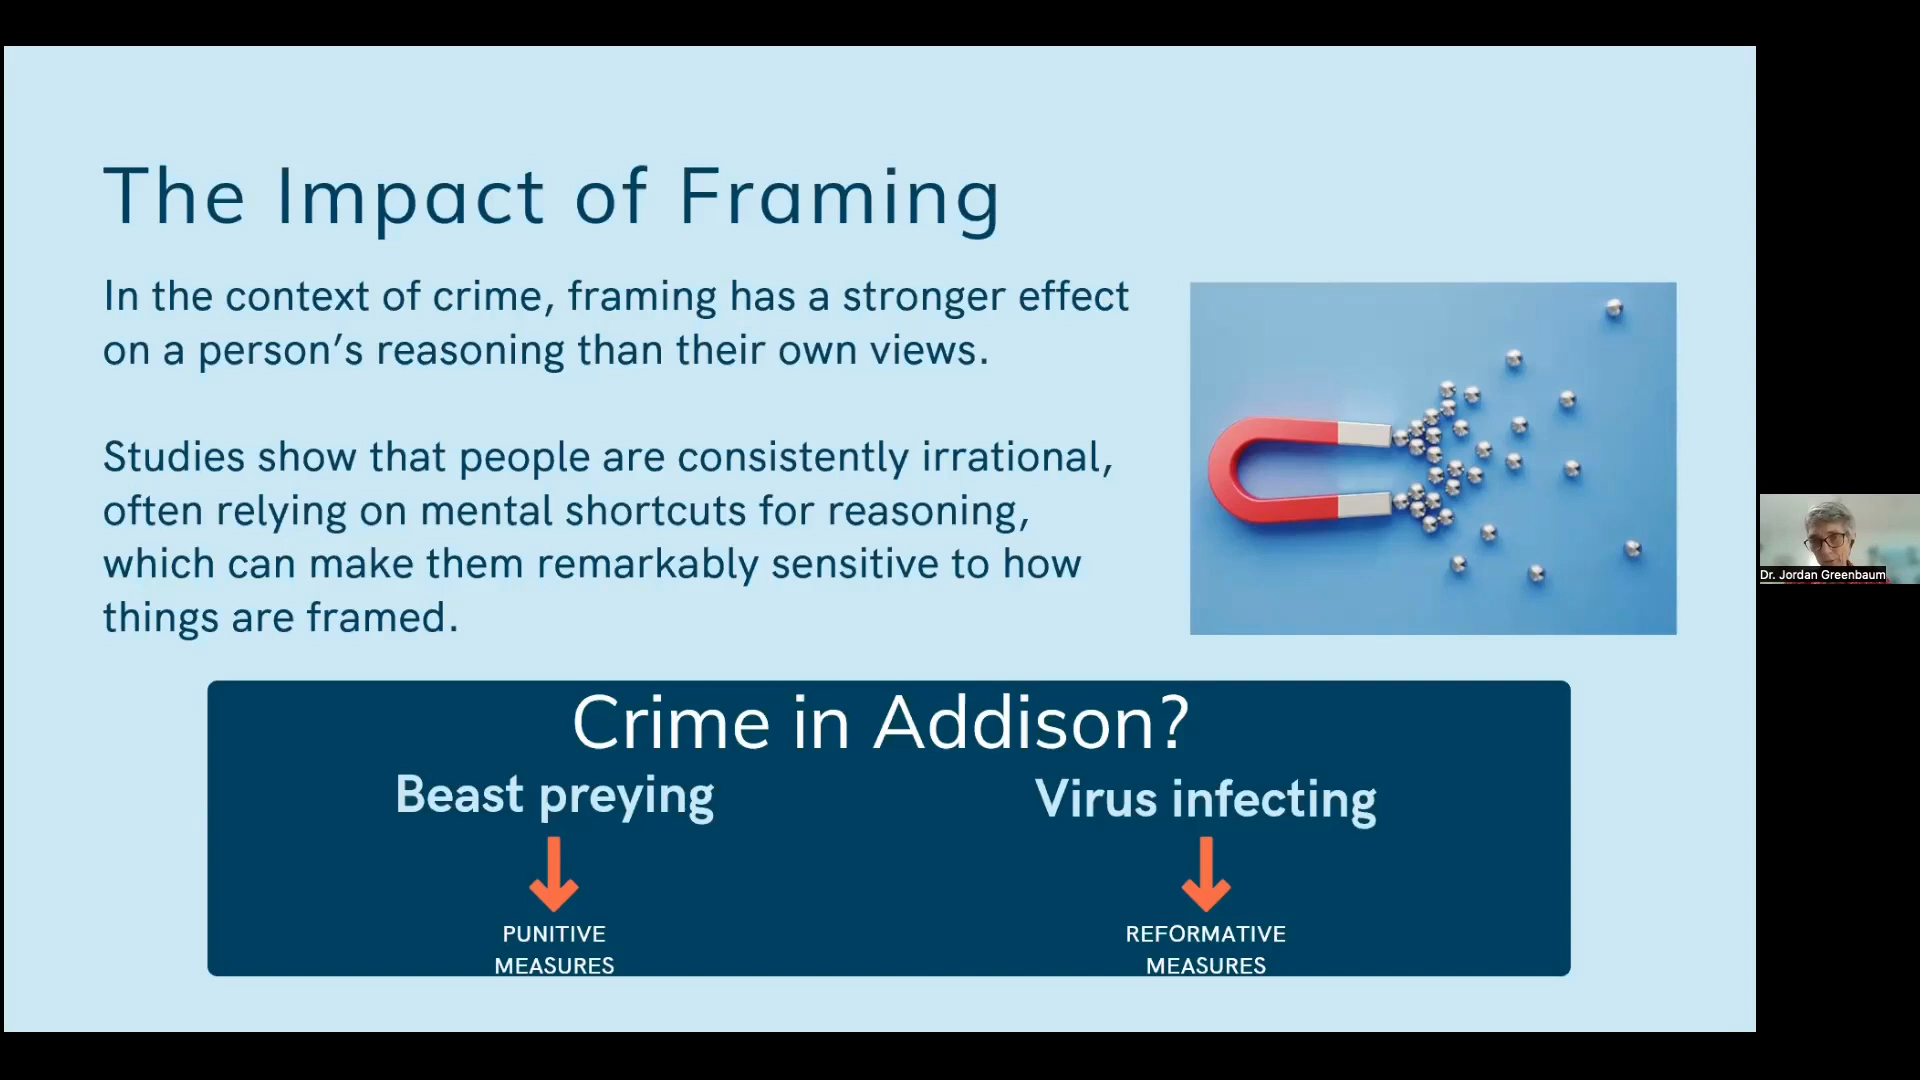 The Impact of Framing
In the context of crime, framing has a stronger effect
on a person’s reasoning than their own views.
Studies show that people are consistently irrational,
often relying on mental shortcuts for reasoning,
which can make them remarkably sensitive to how
things are framed.
Crime in Addison?
Beast preying
Virus infecting
PUNITIVE
MEASURES
REFORMATIVE
MEASURES
Dr. Jordan Greenbaum